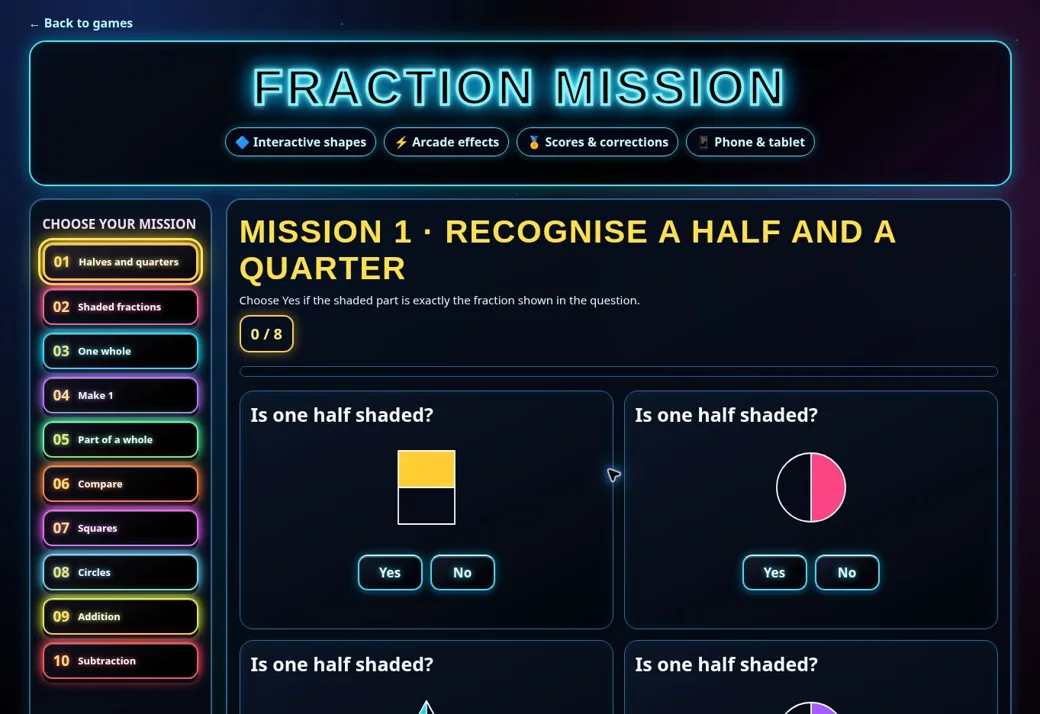 ← Back to games
FRACTION MISSION
🔷 Interactive shapes
⚡ Arcade effects
🏅 Scores & corrections
📱 Phone & tablet
CHOOSE YOUR MISSION
01 Halves and quarters
02 Shaded fractions
03 One whole
04 Make 1
05 Part of a whole
06 Compare
07 Squares
08 Circles
09 Addition
10 Subtraction
MISSION 1 · RECOGNISE A HALF AND A
QUARTER
Choose Yes if the shaded part is exactly the fraction shown in the question.
0 / 8
Is one half shaded?
Yes No
Is one half shaded?
Yes No
Is one half shaded?
Is one half shaded?